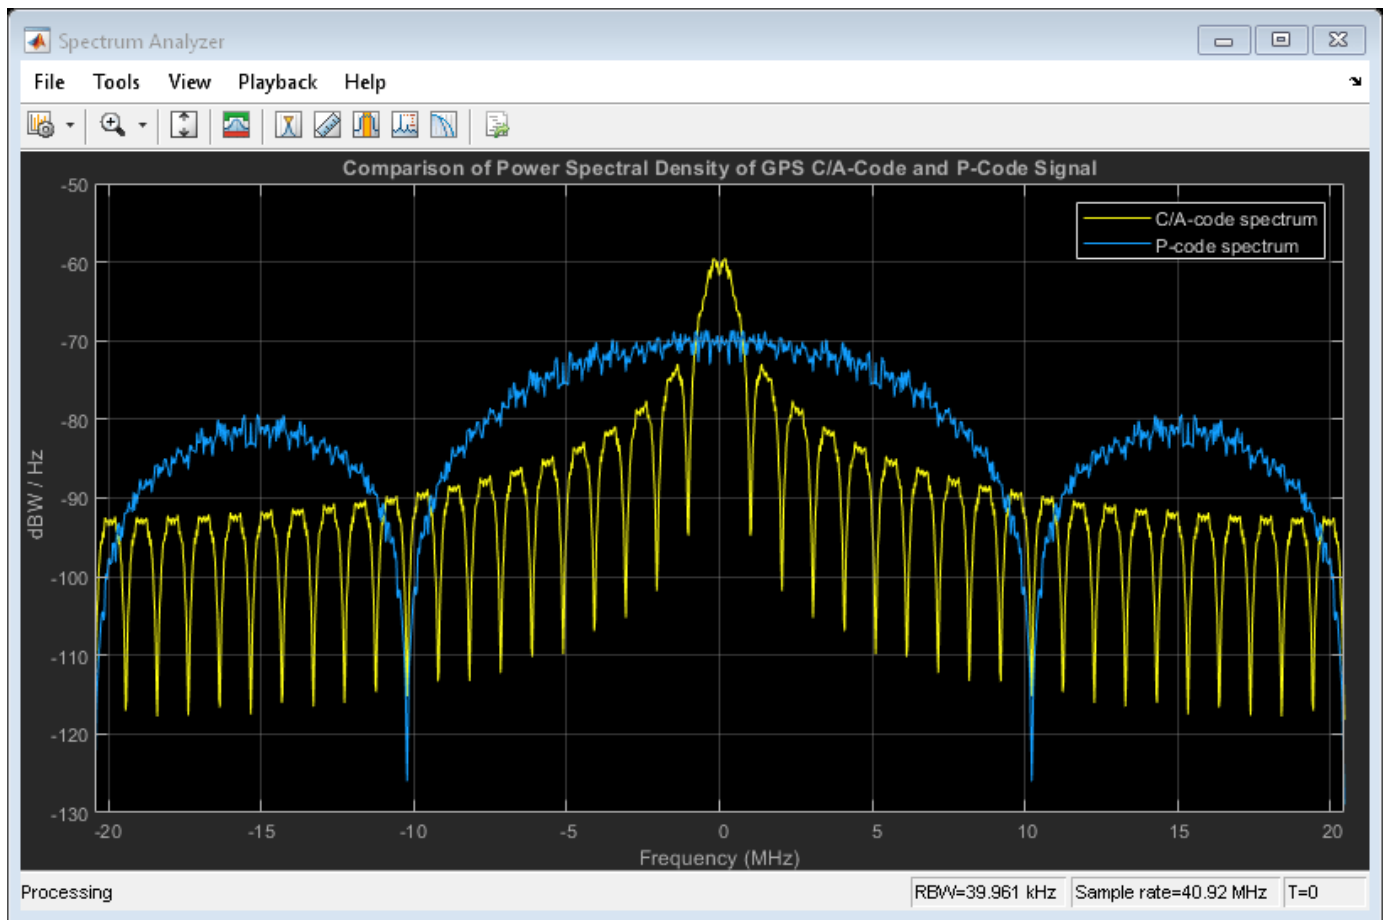 Spectrum Analyzer
File Tools View Playback Help
Comparison of Power Spectral Density of GPS C/A-Code and P-Code Signal
C/A-code spectrum
P-code spectrum
dBW / Hz
-50
-60
-70
-80
-90
-100
-110
-120
-130
-20 -15 -10 -5 0 5 10 15 20
Frequency (MHz)
Processing RBW=39.961 kHz Sample rate=40.92 MHz T=0